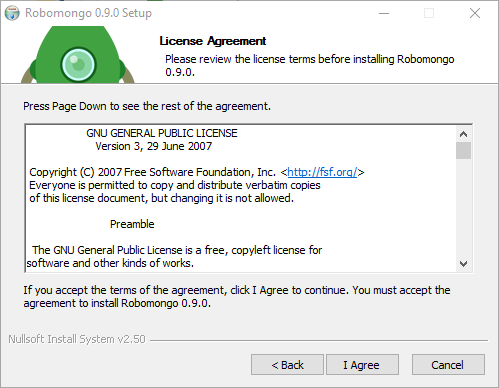 Robomongo 0.9.0 Setup
License Agreement
Please review the license terms before installing Robomongo
0.9.0.
Press Page Down to see the rest of the agreement.
GNU GENERAL PUBLIC LICENSE
Version 3, 29 June 2007
Copyright (C) 2007 Free Software Foundation, Inc. <http://fsf.org/>
Everyone is permitted to copy and distribute verbatim copies
of this license document, but changing it is not allowed.
Preamble
The GNU General Public License is a free, copyleft license for
software and other kinds of works.
If you accept the terms of the agreement, click I Agree to continue. You must accept the
agreement to install Robomongo 0.9.0.
Nullsoft Install System v2.50
< Back
I Agree
Cancel